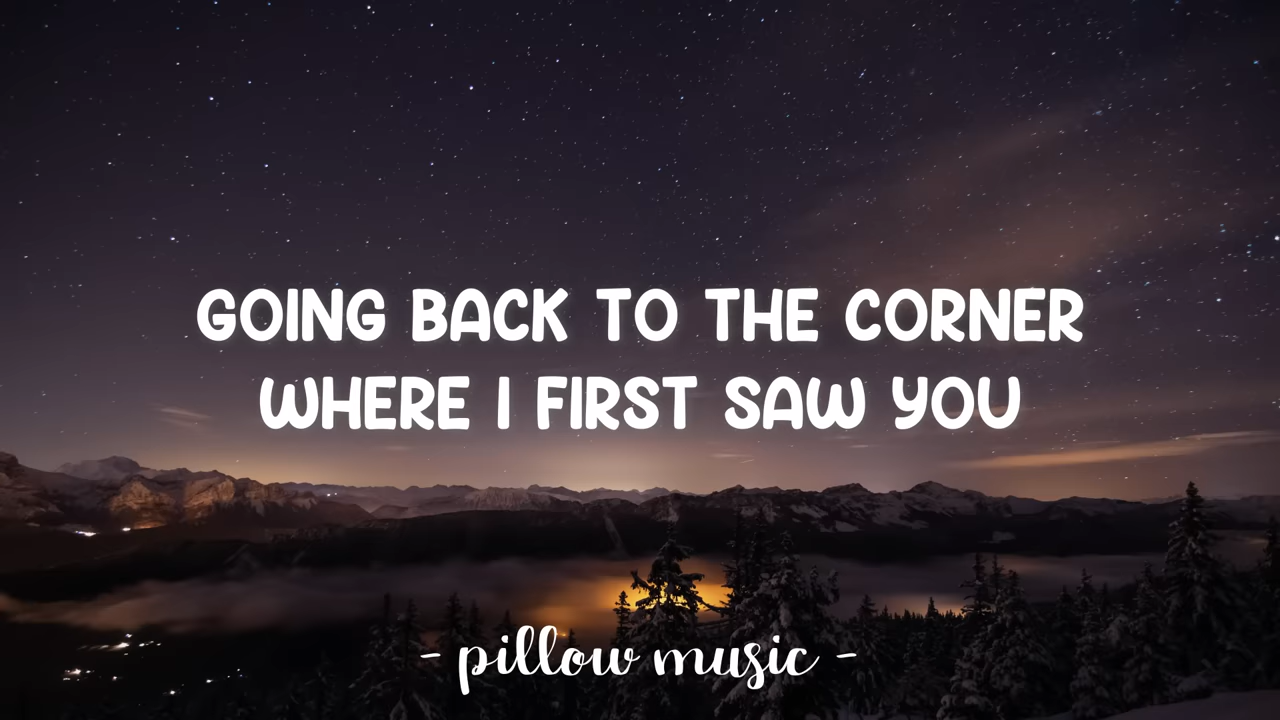 GOING BACK TO THE CORNER
WHERE I FIRST SAW YOU
- pillow music -